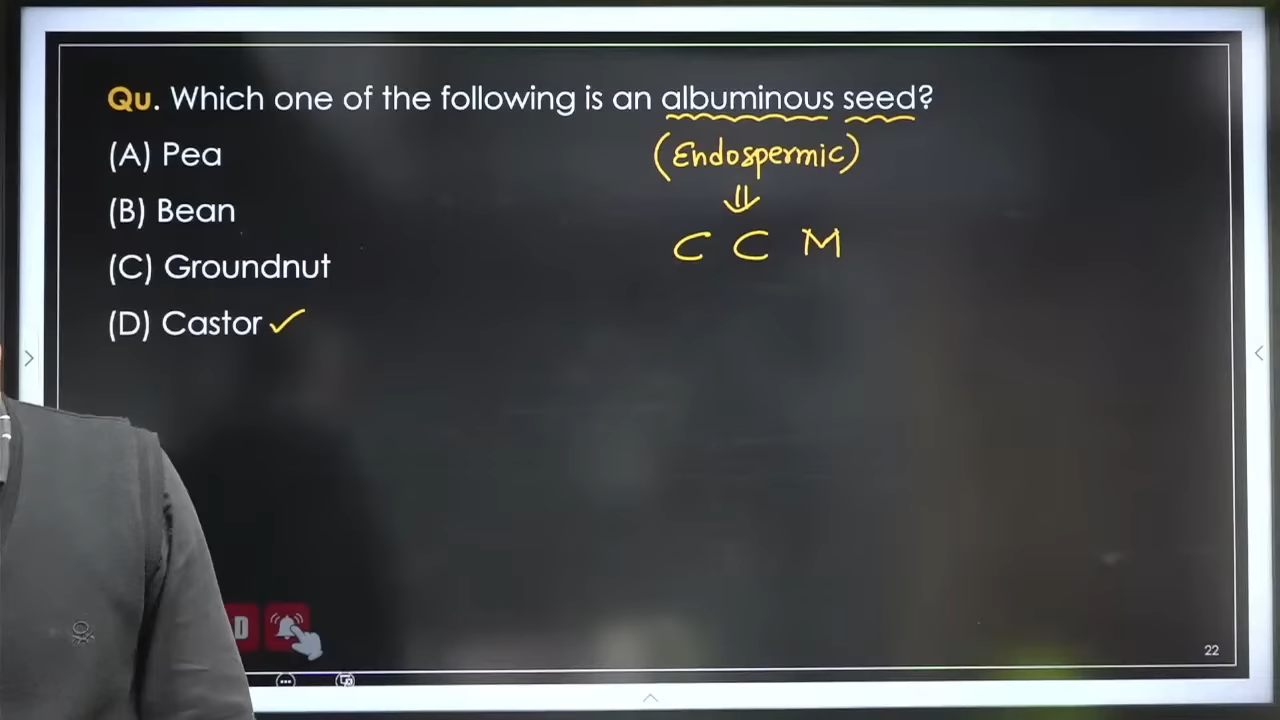 Qu. Which one of the following is an albuminous seed?
(A) Pea
(Endospermic)
(B) Bean
C C M
(C) Groundnut
(D) Castor
D
22